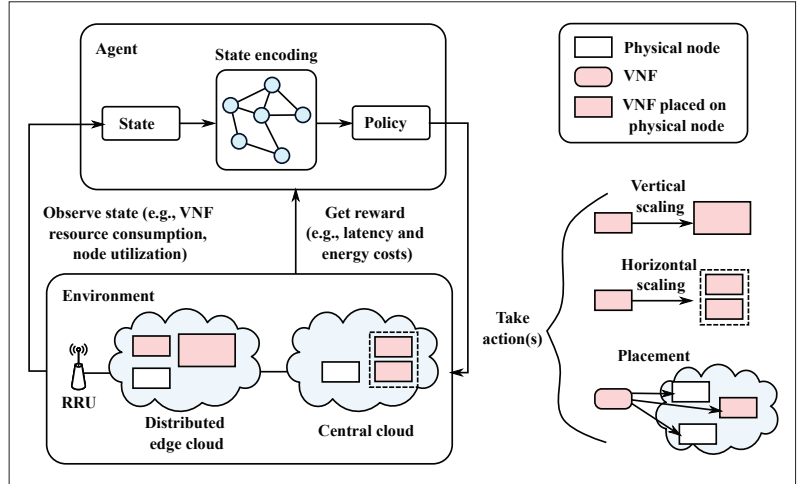 Agent
State encoding
State
Policy
Observe state (e.g., VNF
resource consumption,
node utilization)
Get reward
(e.g., latency and
energy costs)
Environment
RRU
Distributed
edge cloud
Central cloud
Physical node
VNF
VNF placed on
physical node
Take
action(s)
Vertical
scaling
Horizontal
scaling
Placement